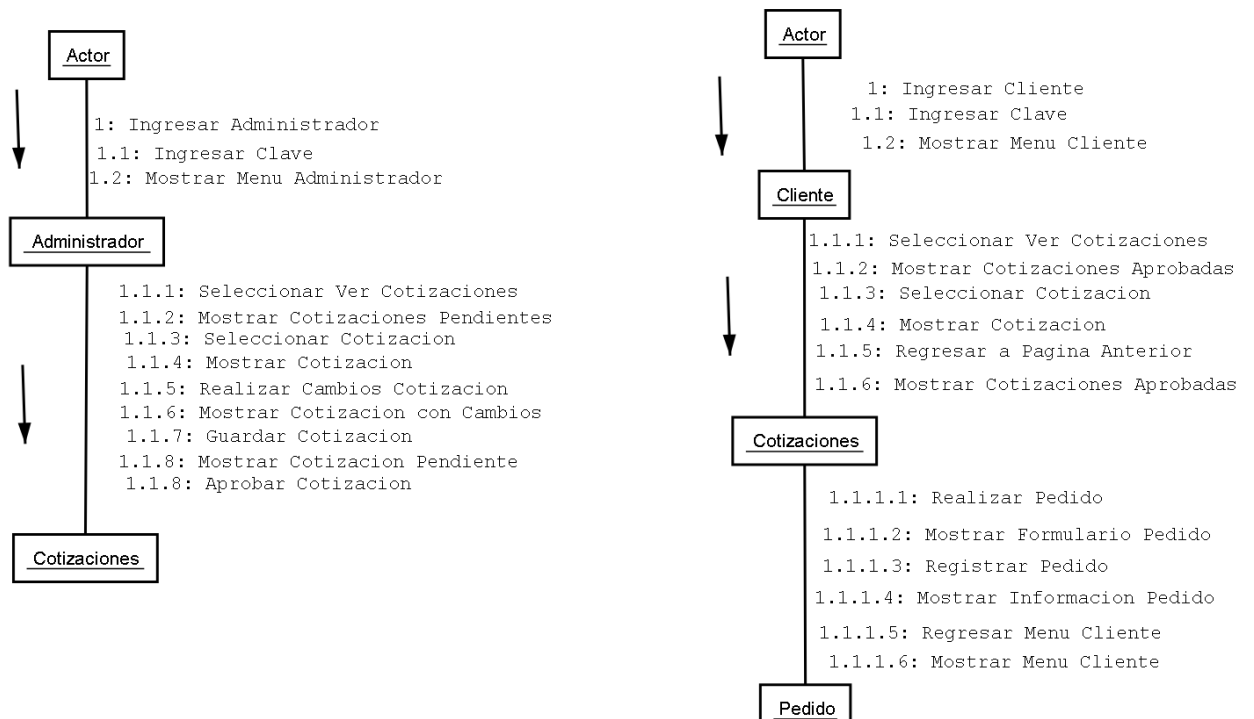 Actor
1: Ingresar Administrador
1.1: Ingresar Clave
1.2: Mostrar Menu Administrador
Administrador
1.1.1: Seleccionar Ver Cotizaciones
1.1.2: Mostrar Cotizaciones Pendientes
1.1.3: Seleccionar Cotizacion
1.1.4: Mostrar Cotizacion
1.1.5: Realizar Cambios Cotizacion
1.1.6: Mostrar Cotizacion con Cambios
1.1.7: Guardar Cotizacion
1.1.8: Mostrar Cotizacion Pendiente
1.1.8: Aprobar Cotizacion
Cotizaciones
Actor
1: Ingresar Cliente
1.1: Ingresar Clave
1.2: Mostrar Menu Cliente
Cliente
1.1.1: Seleccionar Ver Cotizaciones
1.1.2: Mostrar Cotizaciones Aprobadas
1.1.3: Seleccionar Cotizacion
1.1.4: Mostrar Cotizacion
1.1.5: Regresar a Pagina Anterior
1.1.6: Mostrar Cotizaciones Aprobadas
Cotizaciones
1.1.1.1: Realizar Pedido
1.1.1.2: Mostrar Formulario Pedido
1.1.1.3: Registrar Pedido
1.1.1.4: Mostrar Informacion Pedido
1.1.1.5: Regresar Menu Cliente
1.1.1.6: Mostrar Menu Cliente
Pedido